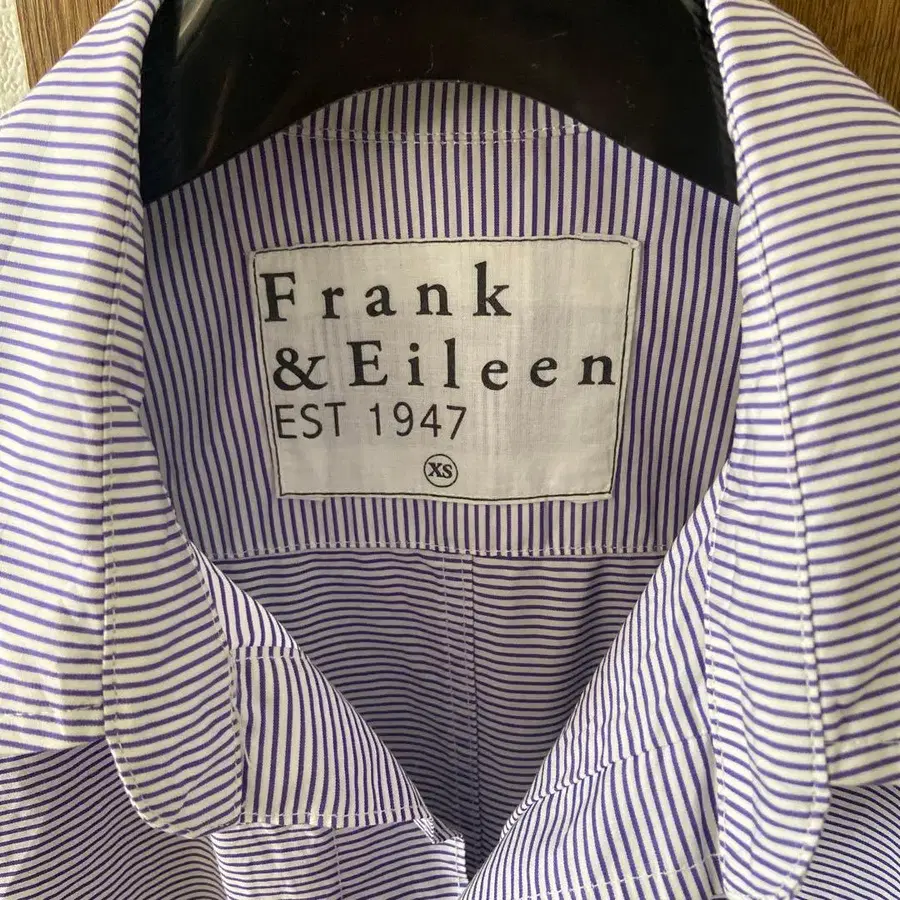 Frank
& Eileen
EST 1947
XS